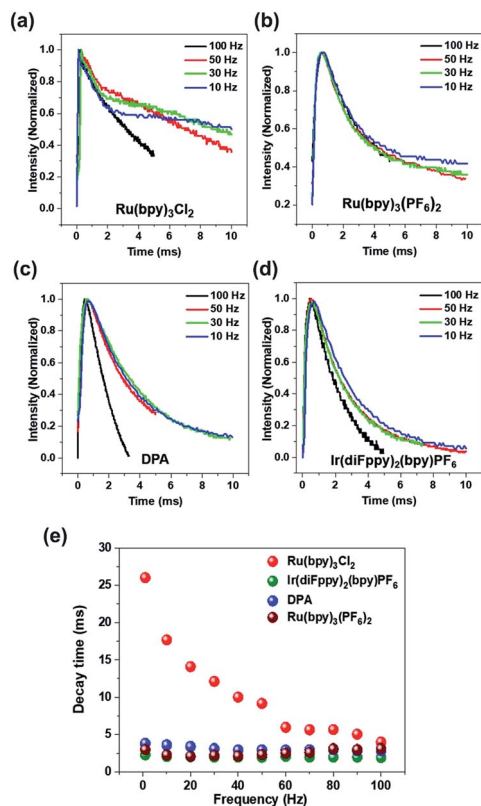 (a)
Intensity (Normalized)
1.0
0.8
0.6
0.4
0.2
0.0
100 Hz
50 Hz
30 Hz
10 Hz
Ru(bpy)₃Cl₂
0 2 4 6 8 10
Time (ms)
(b)
Intensity (Normalized)
1.0
0.8
0.6
0.4
0.2
100 Hz
50 Hz
30 Hz
10 Hz
Ru(bpy)₃(PF₆)₂
0 2 4 6 8 10
Time (ms)
(c)
Intensity (Normalized)
1.0
0.8
0.6
0.4
0.2
0.0
100 Hz
50 Hz
30 Hz
10 Hz
DPA
0 2 4 6 8 10
Time (ms)
(d)
Intensity (Normalized)
1.0
0.8
0.6
0.4
0.2
0.0
100 Hz
50 Hz
30 Hz
10 Hz
Ir(diFppy)₂(bpy)PF₆
0 2 4 6 8 10
Time (ms)
(e)
Decay time (ms)
30
25
20
15
10
5
0
Ru(bpy)₃Cl₂
Ir(diFppy)₂(bpy)PF₆
DPA
Ru(bpy)₃(PF₆)₂
0 20 40 60 80 100
Frequency (Hz)